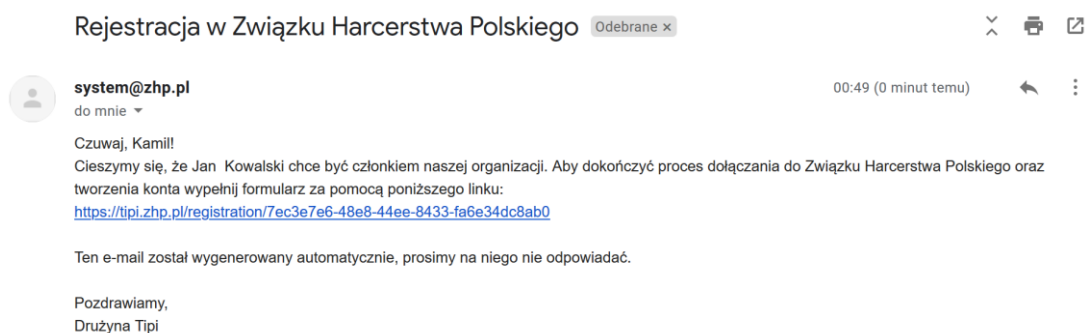 Rejestracja w Związku Harcerstwa Polskiego Odebrane ×
system@zhp.pl 00:49 (0 minut temu)
do mnie
Czuwaj, Kamil!
Cieszymy się, że Jan  Kowalski chce być członkiem naszej organizacji. Aby dokończyć proces dołączania do Związku Harcerstwa Polskiego oraz
tworzenia konta wypełnij formularz za pomocą poniższego linku:
https://tipi.zhp.pl/registration/7ec3e7e6-48e8-44ee-8433-fa6e34dc8ab0
Ten e-mail został wygenerowany automatycznie, prosimy na niego nie odpowiadać.
Pozdrawiamy,
Drużyna Tipi